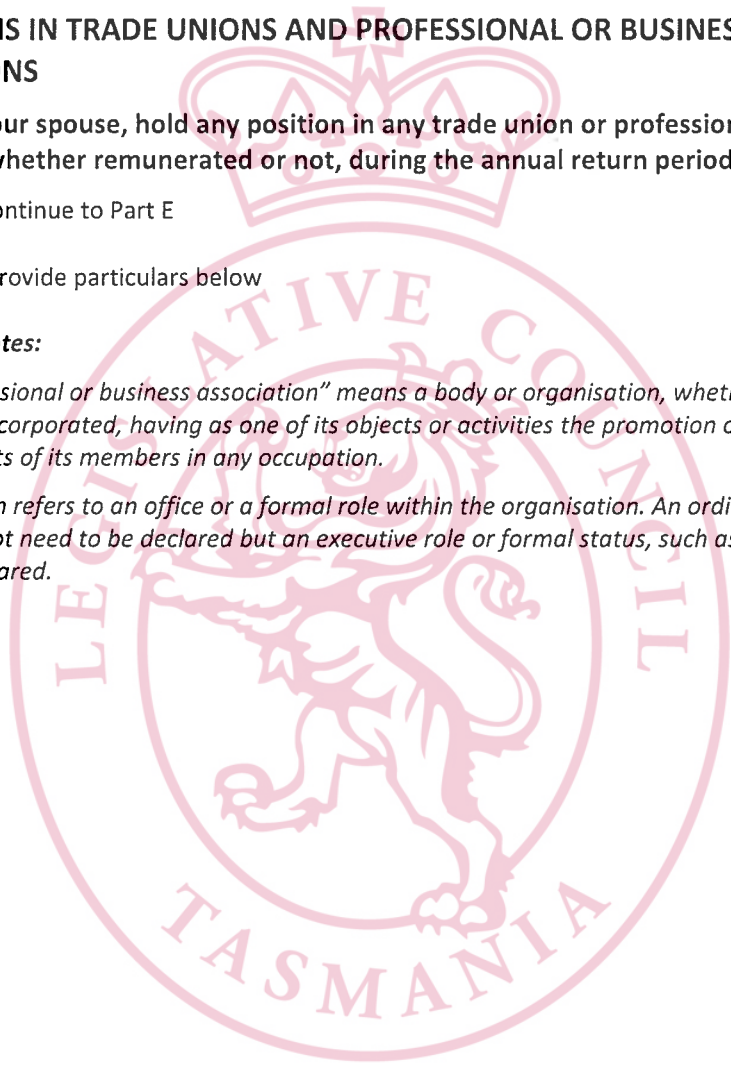 NS IN TRADE UNIONS AND PROFESSIONAL OR BUSINES
ONS
our spouse, hold any position in any trade union or profession
whether remunerated or not, during the annual return period
ontinue to Part E
rovide particulars below
tes:
sional or business association” means a body or organisation, wheth
corporated, having as one of its objects or activities the promotion o
ts of its members in any occupation.
n refers to an office or a formal role within the organisation. An ordi
ot need to be declared but an executive role or formal status, such as
ared.
LEGISLATIVE COUNCIL
TASMANIA